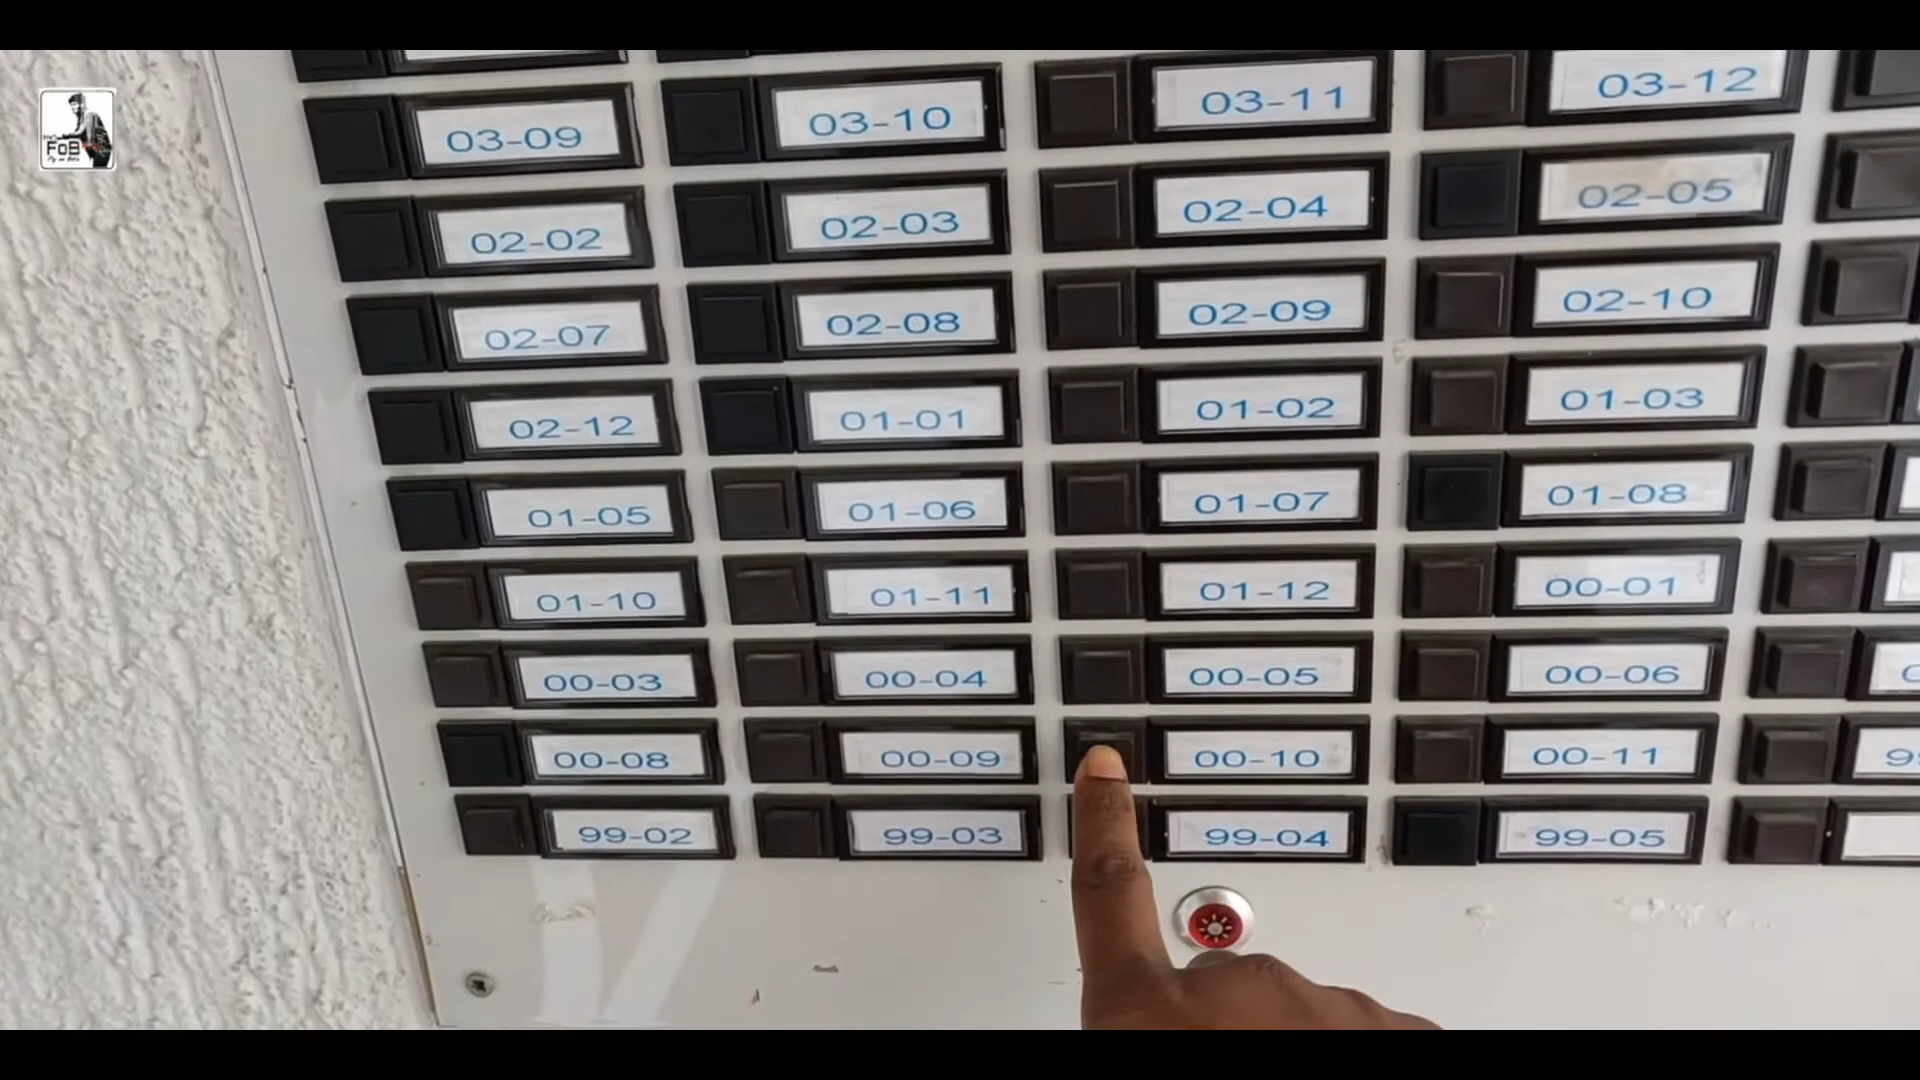 FoB
03-09 03-10 03-11 03-12
02-02 02-03 02-04 02-05
02-07 02-08 02-09 02-10
02-12 01-01 01-02 01-03
01-05 01-06 01-07 01-08
01-10 01-11 01-12 00-01
00-03 00-04 00-05 00-06
00-08 00-09 00-10 00-11
99-02 99-03 99-04 99-05